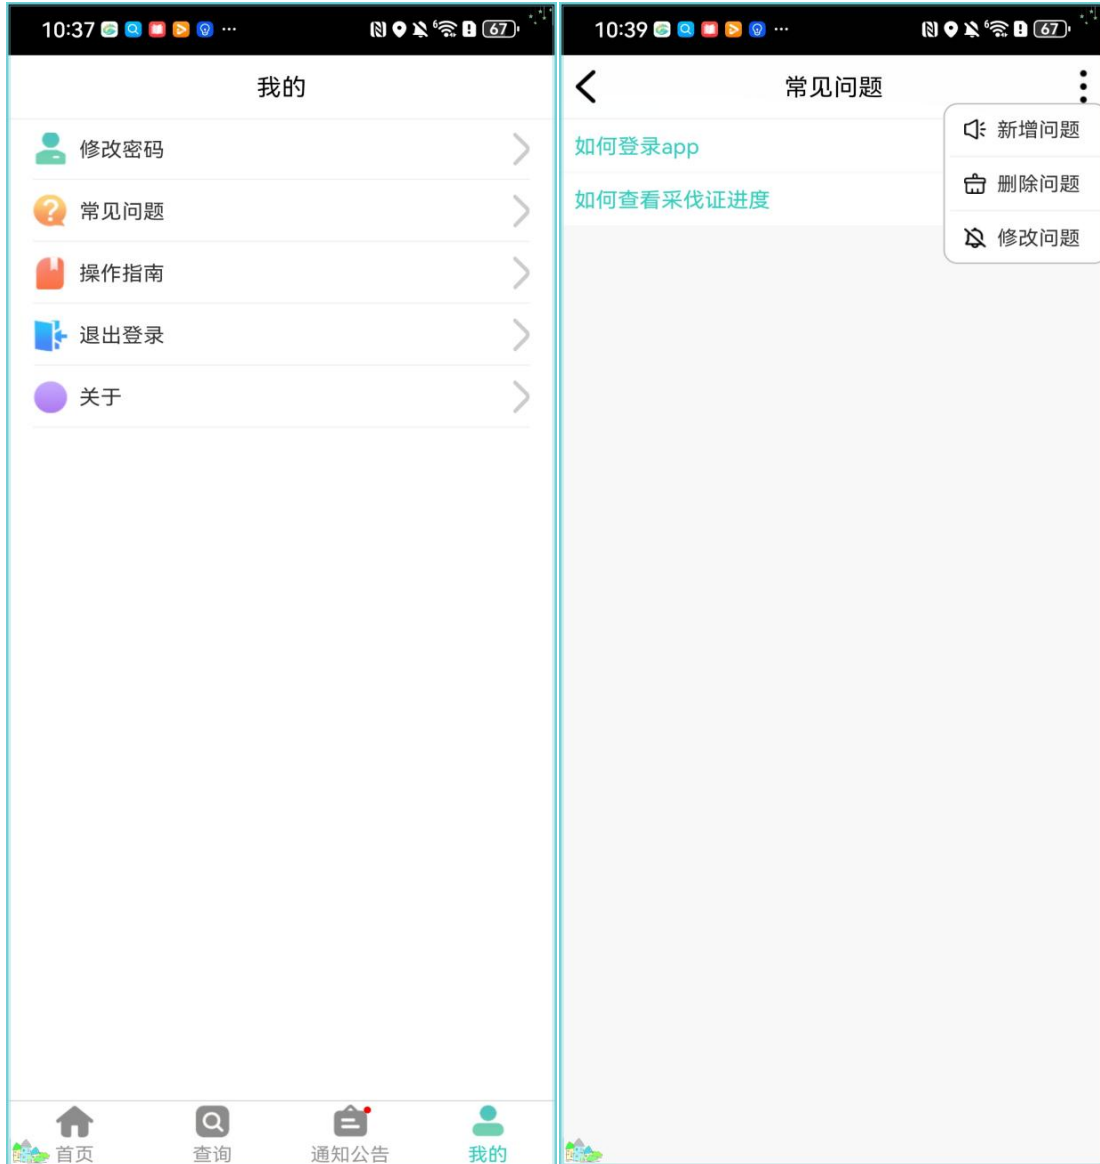 10:37
67
我的
修改密码
常见问题
操作指南
退出登录
关于
首页
查询
通知公告
我的
10:39
67
常见问题
新增问题
如何登录app
删除问题
如何查看采伐证进度
修改问题